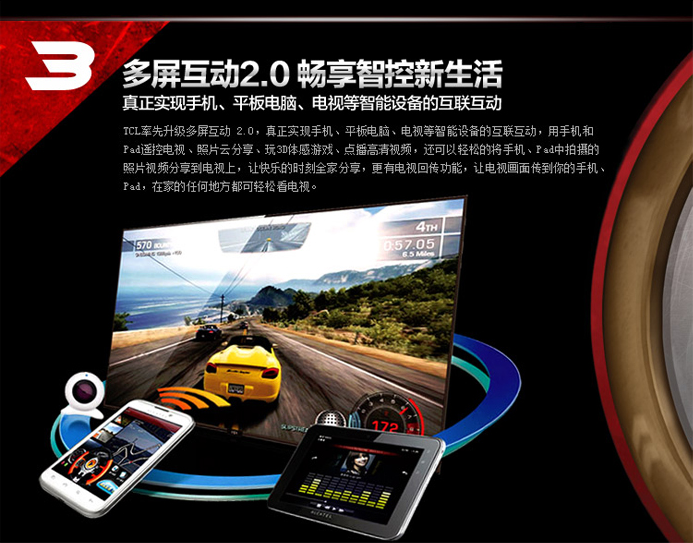 3
多屏互动2.0 畅享智控新生活
真正实现手机、平板电脑、电视等智能设备的互联互动
TCL率先升级多屏互动 2.0，真正实现手机、平板电脑、电视等智能设备的互联互动，用手机和
Pad遥控电视、照片云分享、玩3D体感游戏、点播高清视频，还可以轻松的将手机、Pad中拍摄的
照片视频分享到电视上，让快乐的时刻全家分享，更有电视回传功能，让电视画面传到你的手机、
Pad，在家的任何地方都可轻松看电视。
4TH
570
0:57.05
6.5 Miles
SLIPSTRE
172
ALCATEL